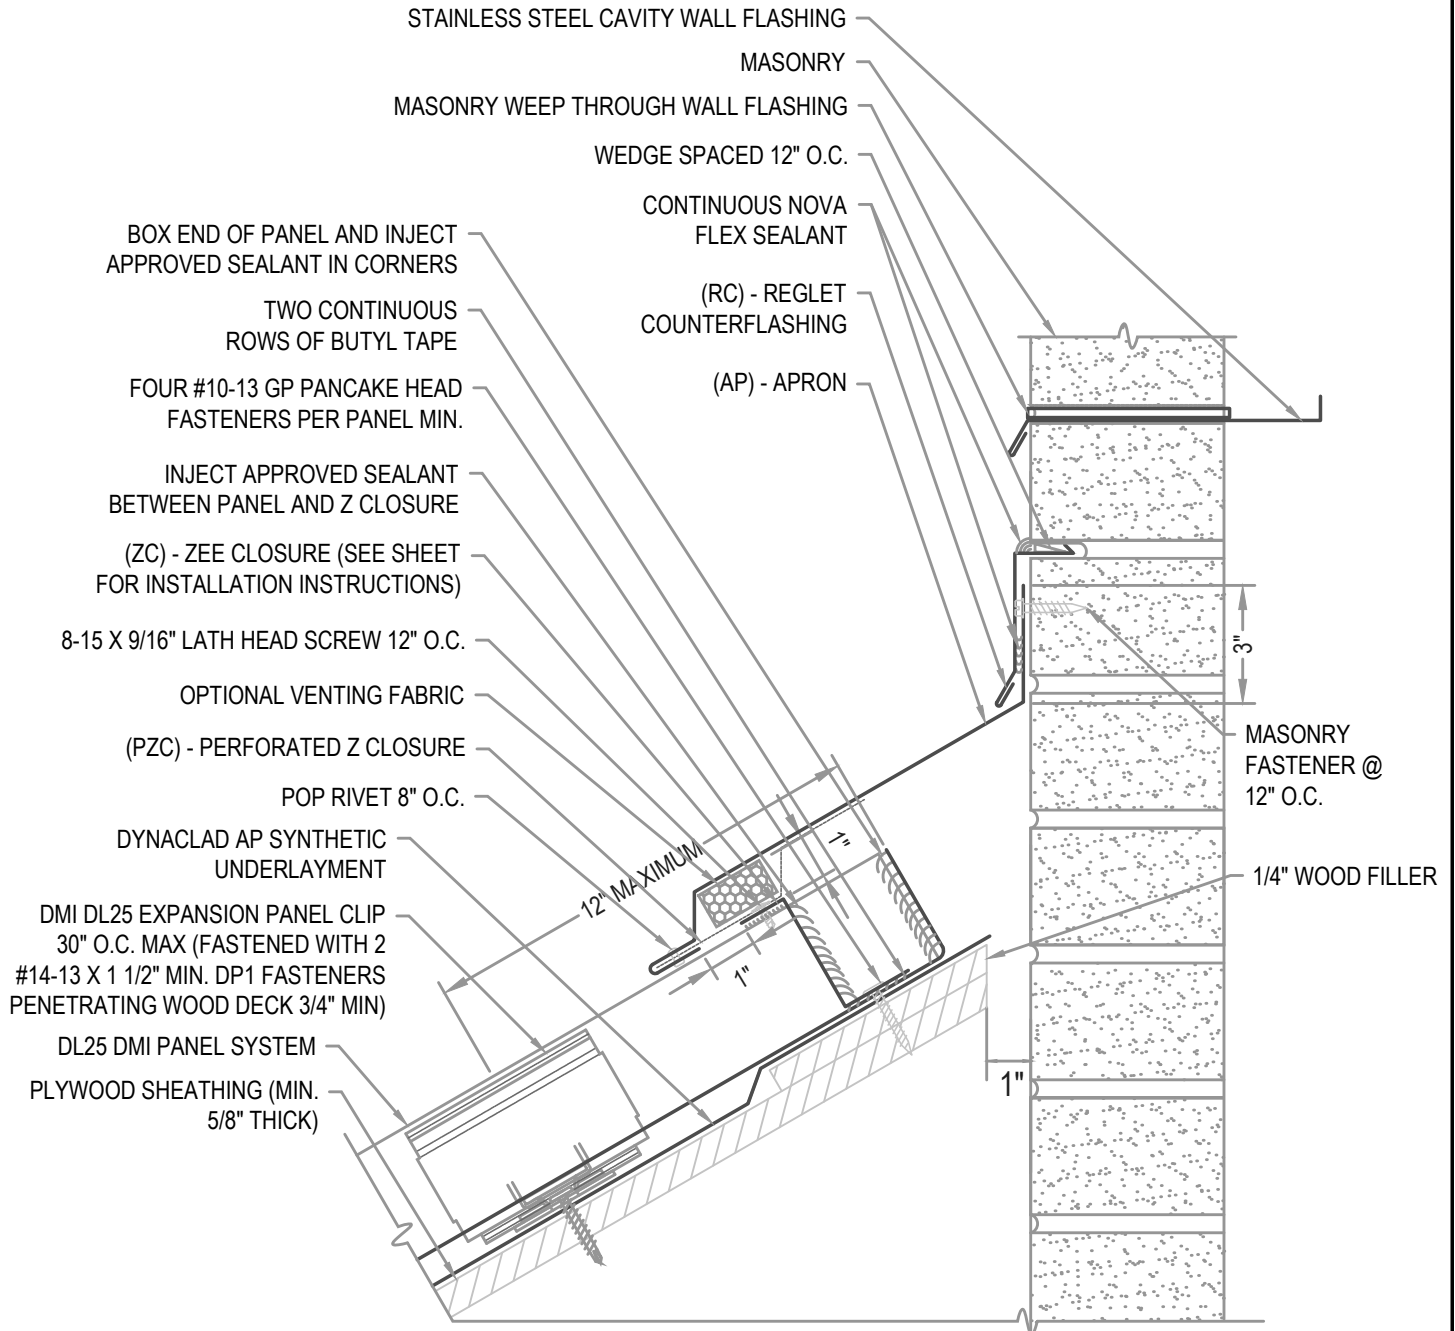 STAINLESS STEEL CAVITY WALL FLASHING
MASONRY
MASONRY WEEP THROUGH WALL FLASHING
WEDGE SPACED 12" O.C.
CONTINUOUS NOVA
FLEX SEALANT
(RC) - REGLET
COUNTERFLASHING
(AP) - APRON
BOX END OF PANEL AND INJECT
APPROVED SEALANT IN CORNERS
TWO CONTINUOUS
ROWS OF BUTYL TAPE
FOUR #10-13 GP PANCAKE HEAD
FASTENERS PER PANEL MIN.
INJECT APPROVED SEALANT
BETWEEN PANEL AND Z CLOSURE
(ZC) - ZEE CLOSURE (SEE SHEET
FOR INSTALLATION INSTRUCTIONS)
8-15 X 9/16" LATH HEAD SCREW 12" O.C.
OPTIONAL VENTING FABRIC
(PZC) - PERFORATED Z CLOSURE
POP RIVET 8" O.C.
DYNACLAD AP SYNTHETIC
UNDERLAYMENT
DMI DL25 EXPANSION PANEL CLIP
30" O.C. MAX (FASTENED WITH 2
#14-13 X 1 1/2" MIN. DP1 FASTENERS
PENETRATING WOOD DECK 3/4" MIN)
DL25 DMI PANEL SYSTEM
PLYWOOD SHEATHING (MIN.
5/8" THICK)
12" MAXIMUM
1"
1"
3"
MASONRY
FASTENER @
12" O.C.
1/4" WOOD FILLER
1"